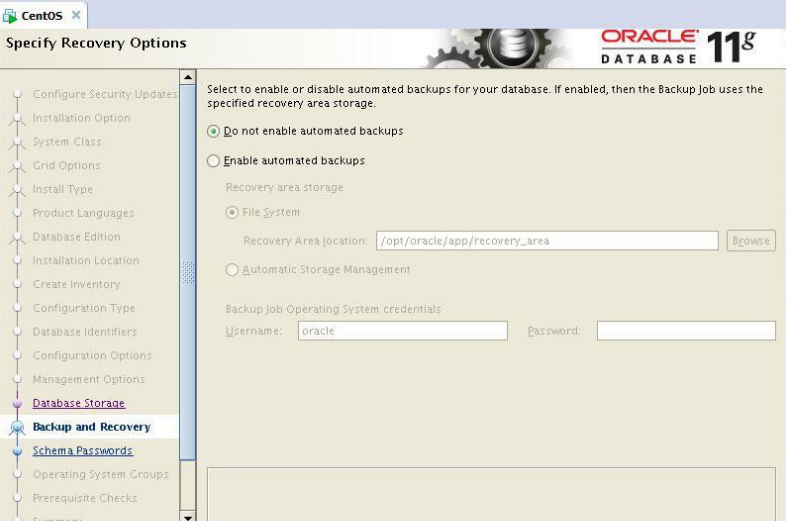 CentOS
Specify Recovery Options
ORACLE
DATABASE 11g
Configure Security Updates
Installation Option
System Class
Grid Options
Install Type
Product Languages
Database Edition
Installation Location
Create Inventory
Configuration Type
Database Identifiers
Configuration Options
Management Options
Database Storage
Backup and Recovery
Schema Passwords
Operating System Groups
Prerequisite Checks
Summary
Select to enable or disable automated backups for your database. If enabled, then the Backup Job uses the
specified recovery area storage.
Do not enable automated backups
Enable automated backups
Recovery area storage
File System
Recovery Area location: /opt/oracle/app/recovery_area Browse
Automatic Storage Management
Backup Job Operating System credentials
Username: oracle Password: